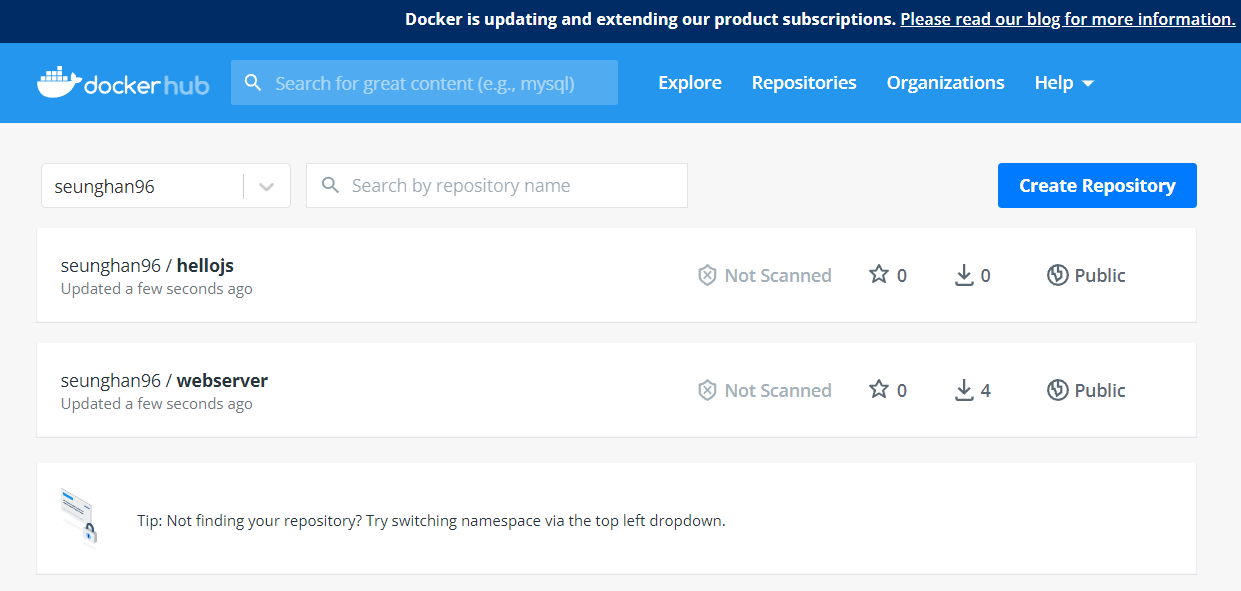 Docker is updating and extending our product subscriptions. Please read our blog for more information.
dockerhub Search for great content (e.g., mysql) Explore Repositories Organizations Help
seunghan96 Search by repository name Create Repository
seunghan96 / hellojs Not Scanned 0 0 Public
Updated a few seconds ago
seunghan96 / webserver Not Scanned 0 4 Public
Updated a few seconds ago
Tip: Not finding your repository? Try switching namespace via the top left dropdown.